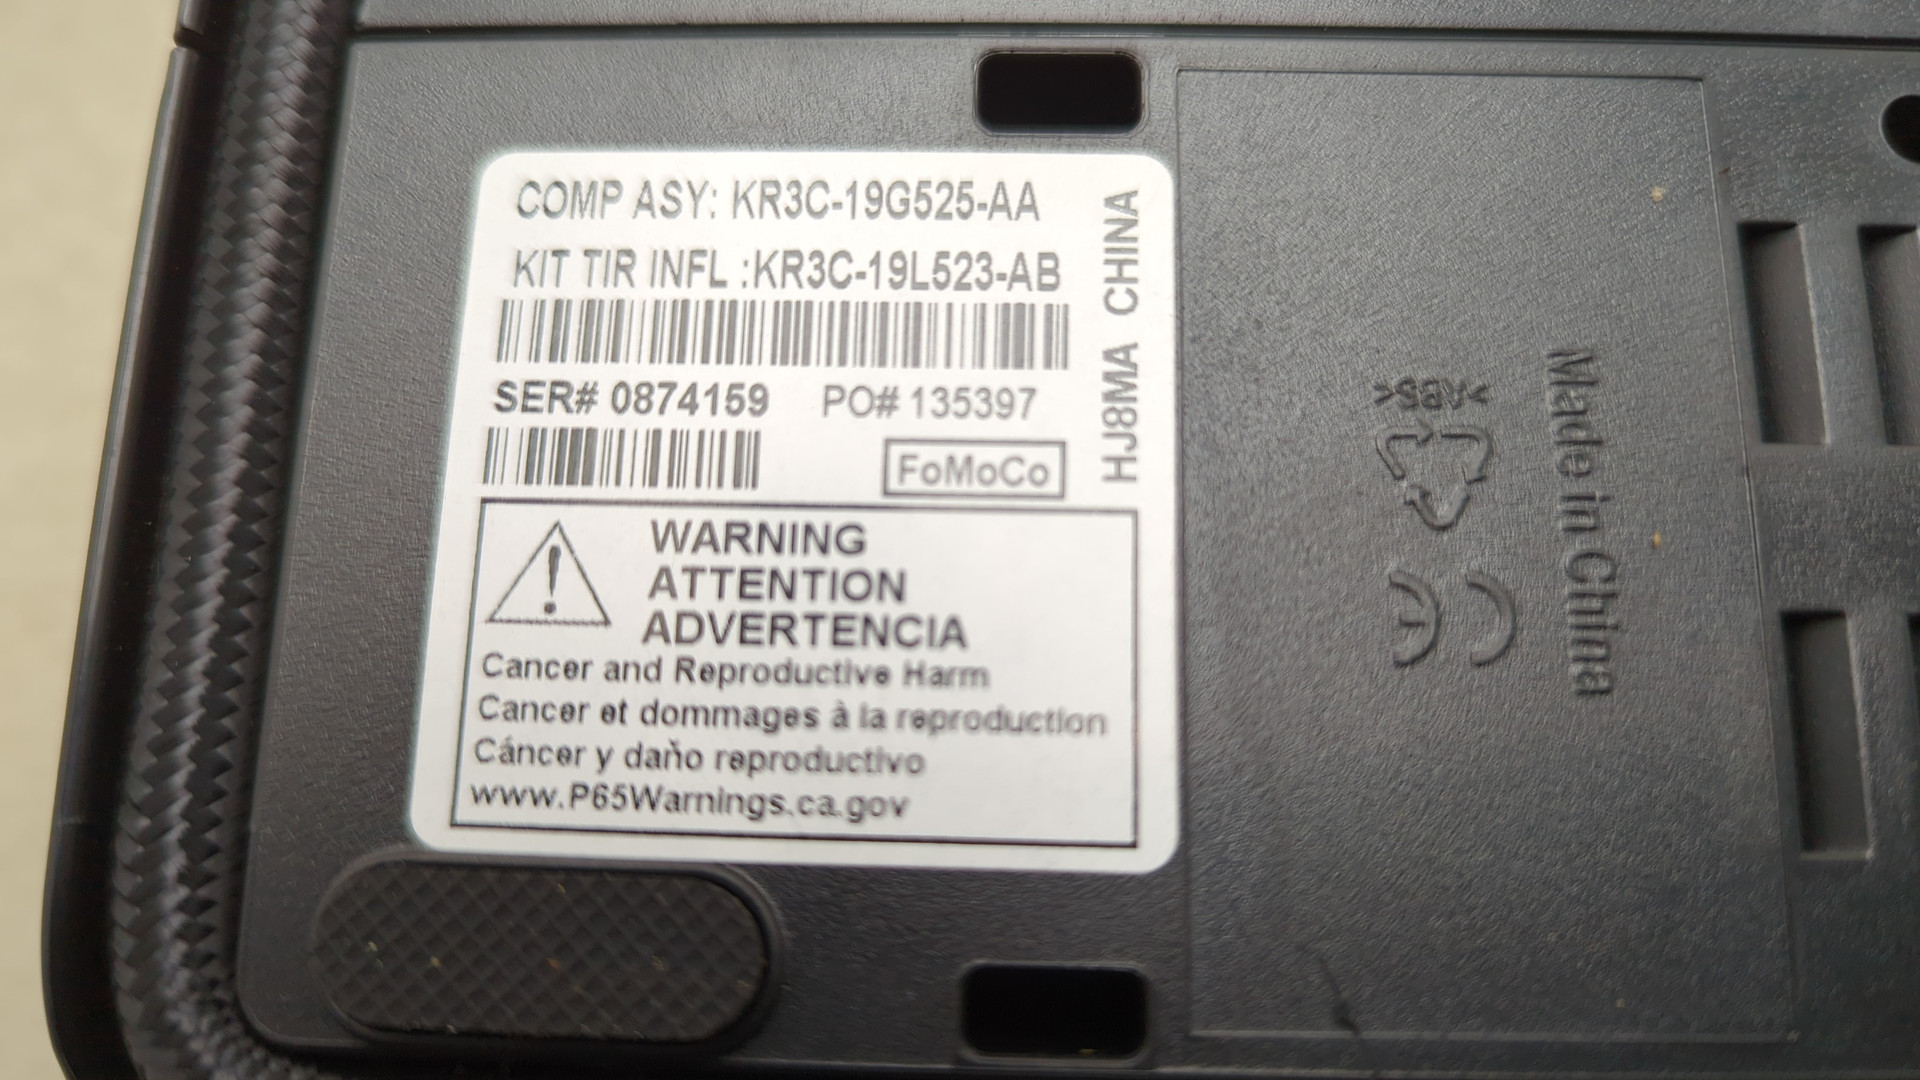 COMP ASY: KR3C-19G525-AA
KIT TIR INFL :KR3C-19L523-AB
SER# 0874159 PO# 135397
FoMoCo
HJ8MA CHINA
WARNING
ATTENTION
ADVERTENCIA
Cancer and Reproductive Harm
Cancer et dommages à la reproduction
Cáncer y daňo reproductivo
www.P65Warnings.ca.gov
>ABS<
CE
Made in China